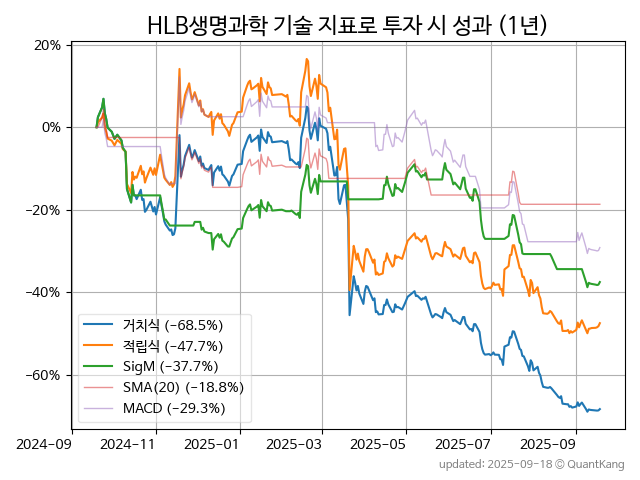 HLB생명과학 기술 지표로 투자 시 성과 (1년)
20%
0%
−20%
−40%
−60%
거치식 (−68.5%)
적립식 (−47.7%)
SigM (−37.7%)
SMA(20) (−18.8%)
MACD (−29.3%)
2024-09 2024-11 2025-01 2025-03 2025-05 2025-07 2025-09
updated: 2025-09-18 © QuantKang